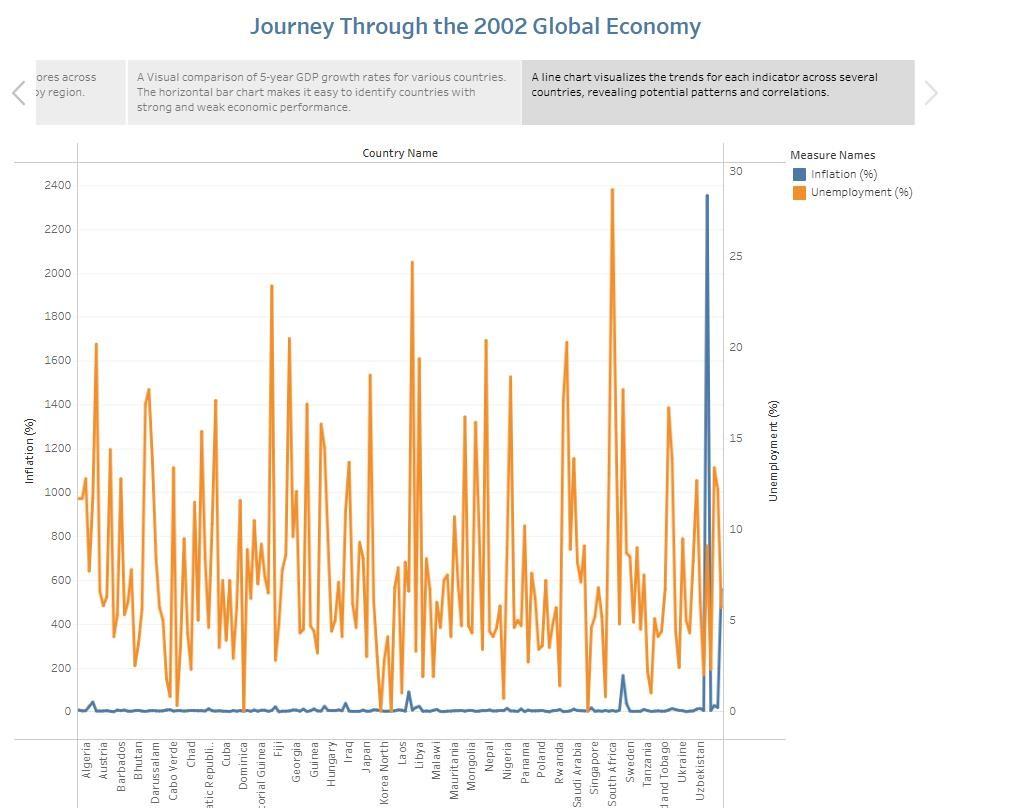 Journey Through the 2002 Global Economy
ores across
by region.
A Visual comparison of 5-year GDP growth rates for various countries.
The horizontal bar chart makes it easy to identify countries with
strong and weak economic performance.
A line chart visualizes the trends for each indicator across several
countries, revealing potential patterns and correlations.
Country Name
Measure Names
Inflation (%)
Unemployment (%)
2400
2200
2000
1800
1600
1400
1200
1000
800
600
400
200
0
Inflation (%)
30
25
20
15
10
5
0
Unemployment (%)
Algeria
Austria
Barbados
Bhutan
Darussalam
Cabo Verde
Chad
atic Republi..
Cuba
Dominica
orial Guinea
Fiji
Georgia
Guinea
Hungary
Iraq
Japan
Korea North
Laos
Libya
Malawi
Mauritania
Mongolia
Nepal
Nigeria
Panama
Poland
Rwanda
Saudi Arabia
Singapore
South Africa
Sweden
Tanzania
d and Tobago
Ukraine
Uzbekistan